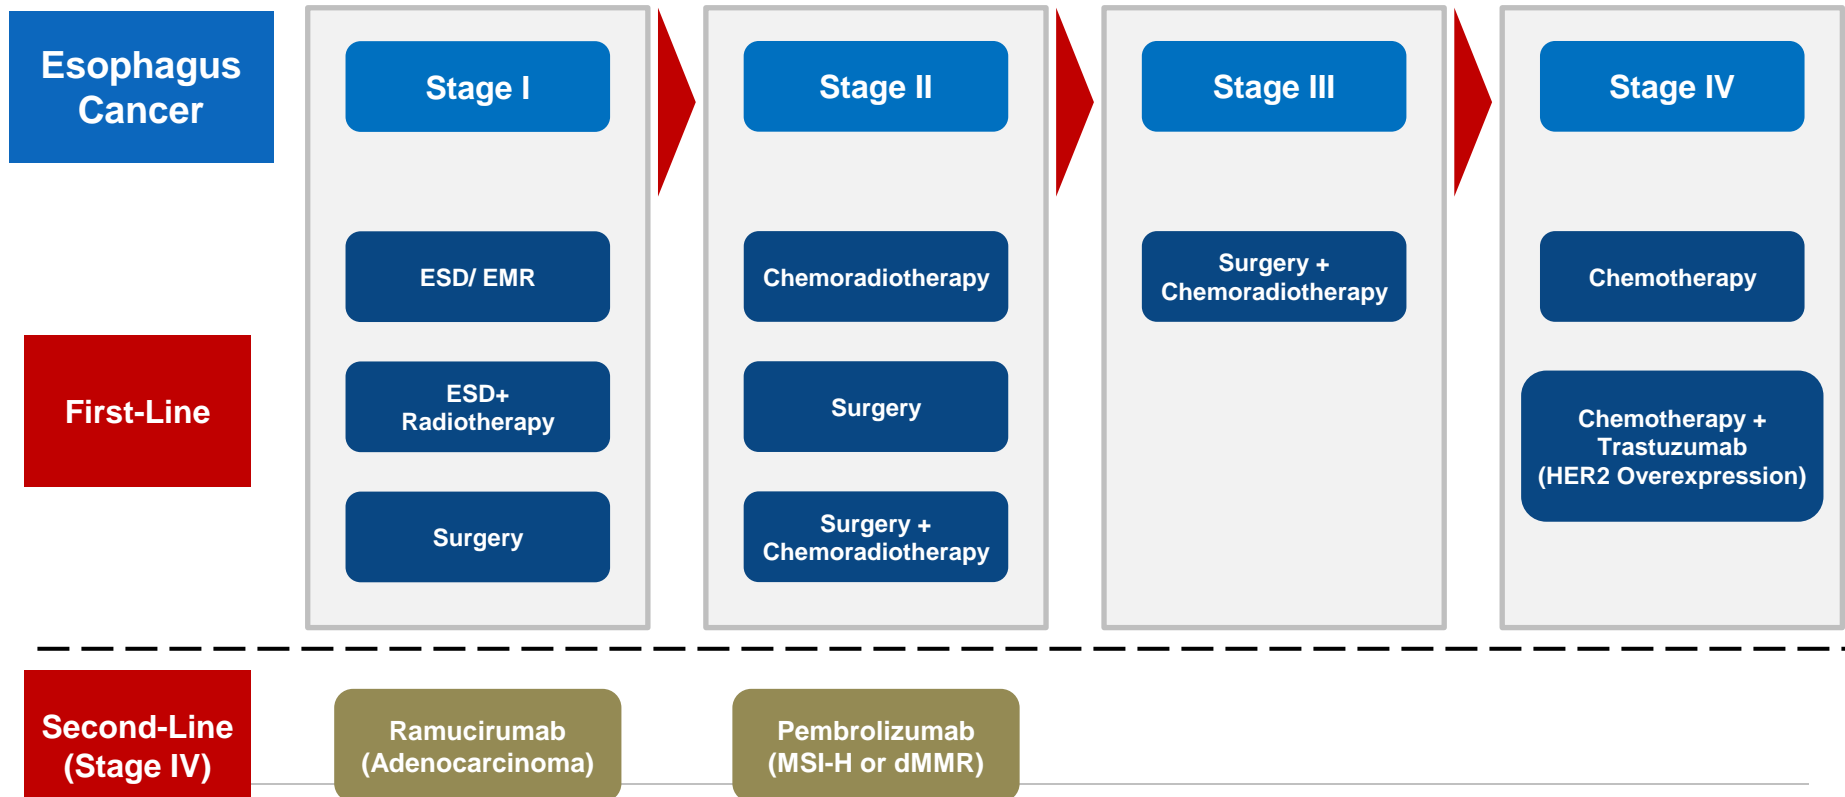 Esophagus
Cancer
Stage I
Stage II
Stage III
Stage IV
First-Line
ESD/ EMR
ESD+
Radiotherapy
Surgery
Chemoradiotherapy
Surgery
Surgery +
Chemoradiotherapy
Surgery +
Chemoradiotherapy
Chemotherapy
Chemotherapy +
Trastuzumab
(HER2 Overexpression)
Second-Line
(Stage IV)
Ramucirumab
(Adenocarcinoma)
Pembrolizumab
(MSI-H or dMMR)